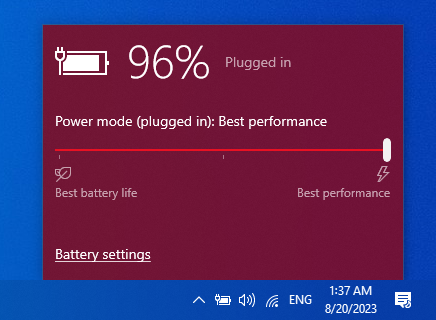 96% Plugged in
Power mode (plugged in): Best performance
Best battery life Best performance
Battery settings
ENG 1:37 AM
8/20/2023